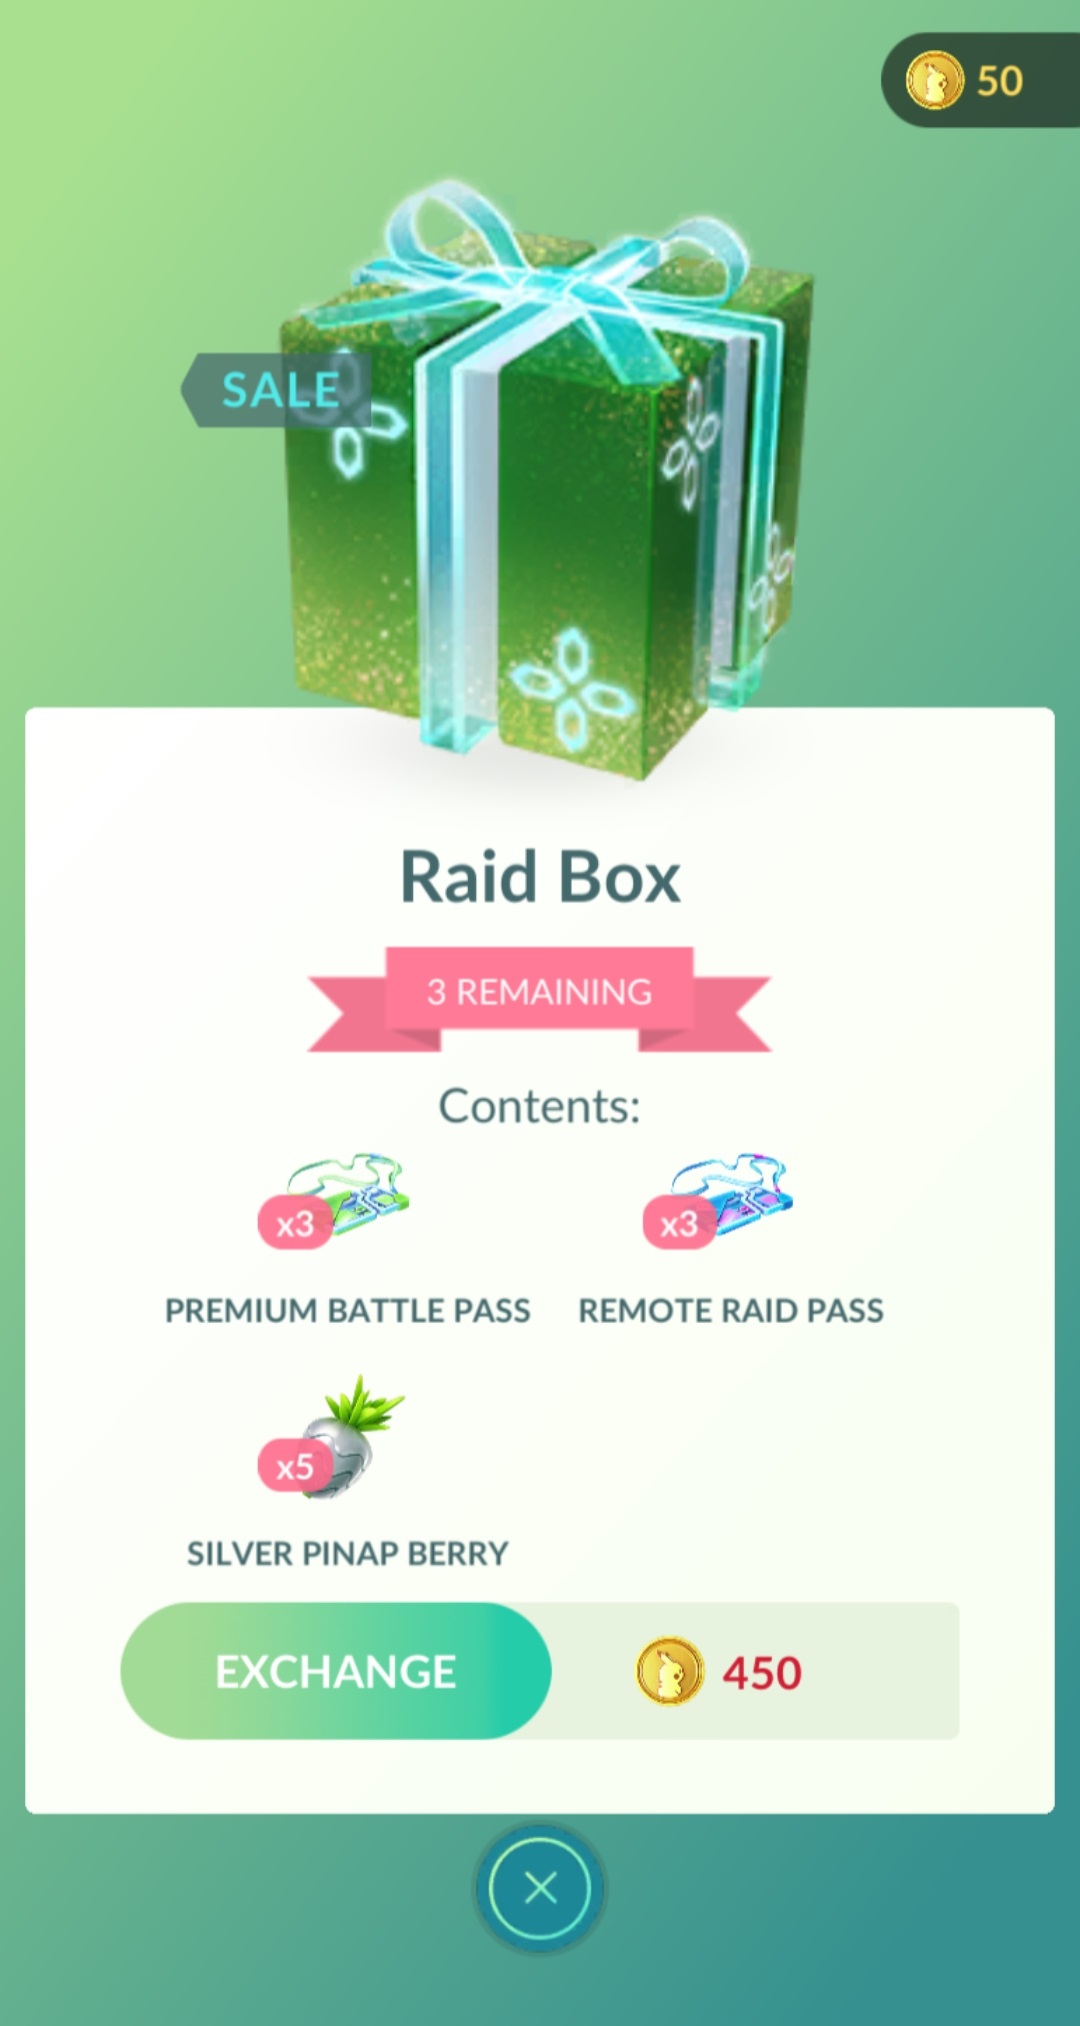 50
SALE
Raid Box
3 REMAINING
Contents:
x3
x3
PREMIUM BATTLE PASS
REMOTE RAID PASS
x5
SILVER PINAP BERRY
EXCHANGE
450